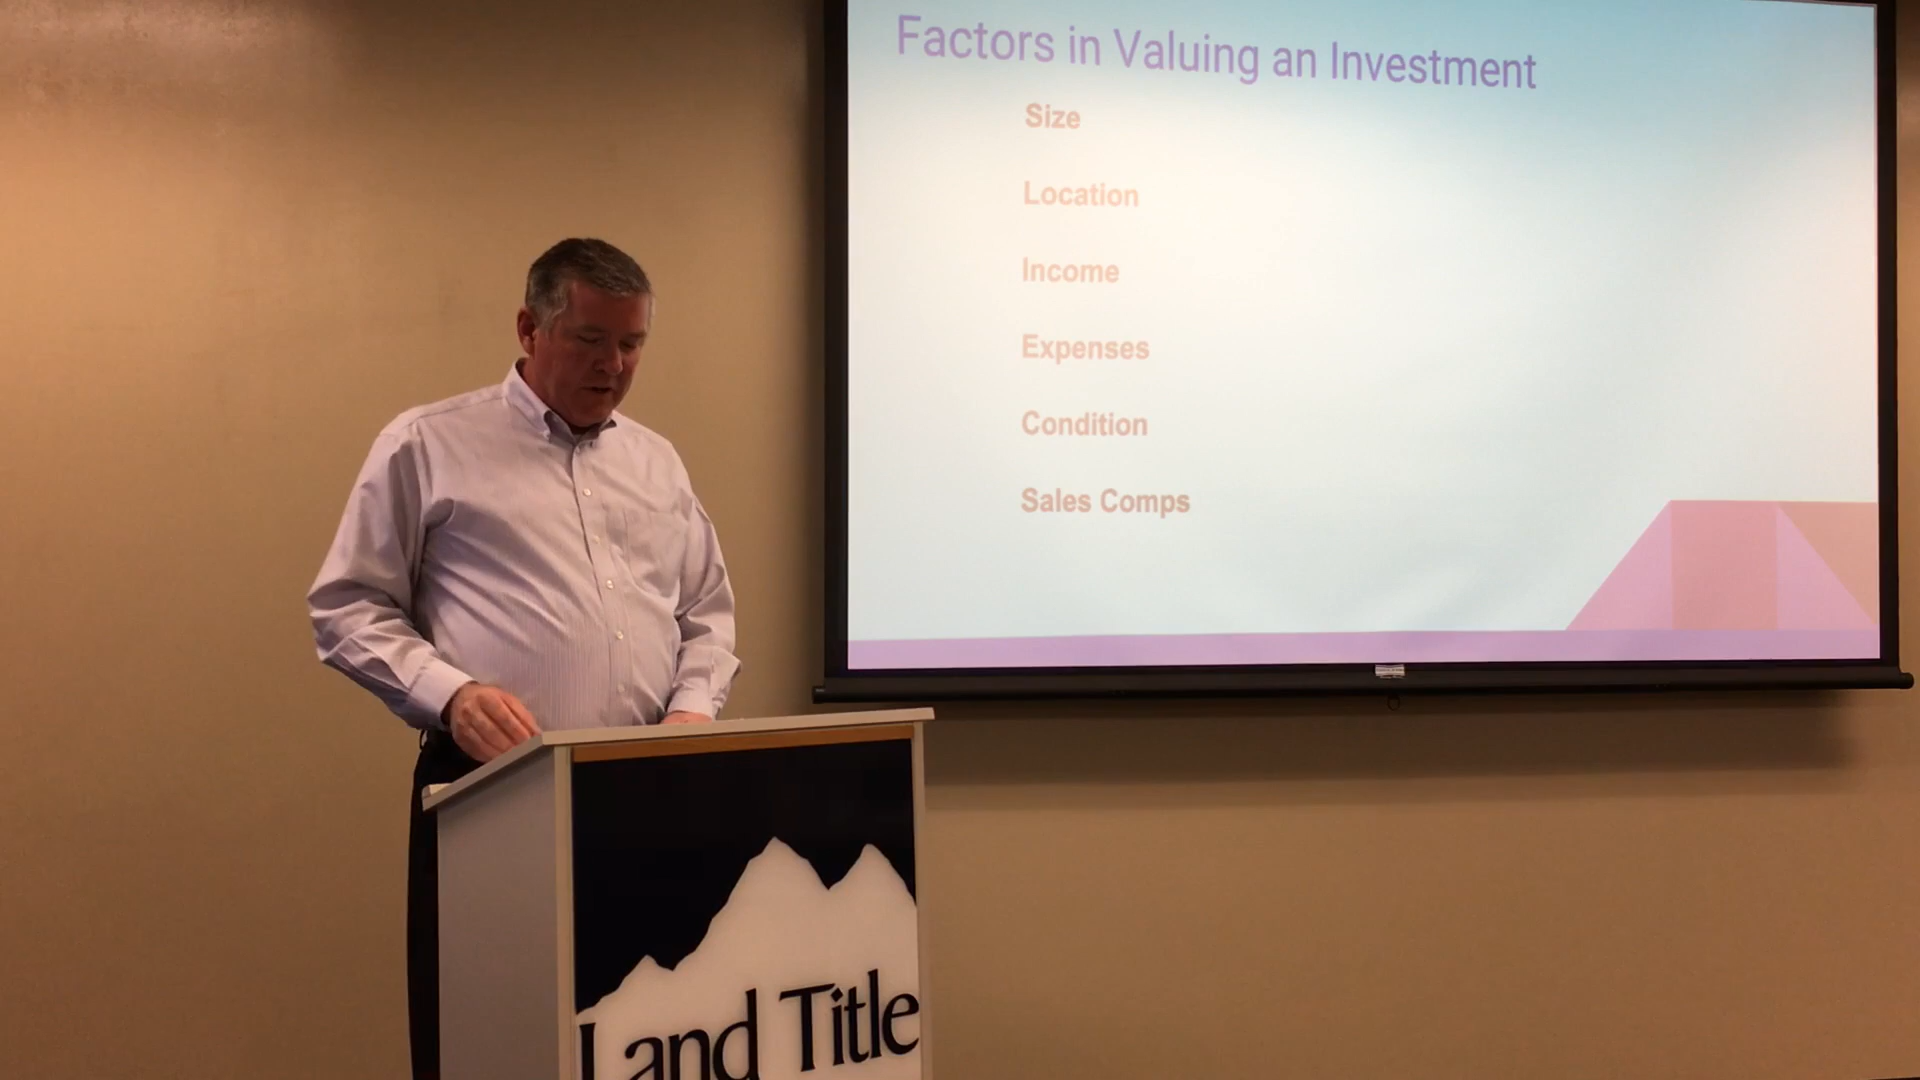 Factors in Valuing an Investment
Size
Location
Income
Expenses
Condition
Sales Comps
Land Title